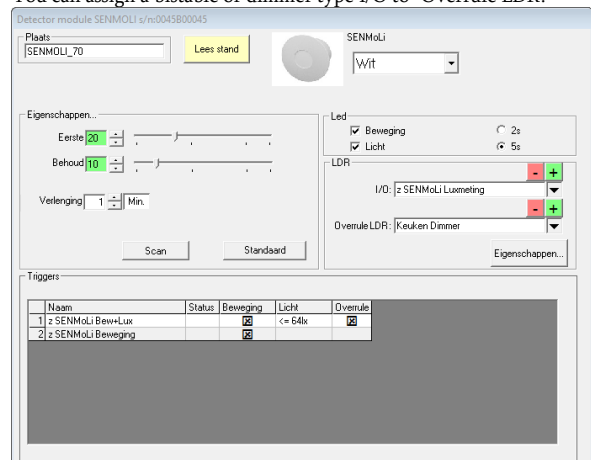 You can assign a bistable or dimmer type I/O to "Overrule LDR."
Detector module SENMOLI s/n:0045B00045
Plaats
SENMOLI_70
Lees stand
SENMoLi
Wit
Eigenschappen...
Eerste 20
Behoud 10
Verlenging 1 Min.
Scan
Standaard
Led
Beweging
2s
Licht
5s
LDR
- +
I/O: z SENMoLi Luxmeting
- +
Overrule LDR: Keuken Dimmer
Eigenschappen...
Triggers
Naam Status Beweging Licht Overrule
1 z SENMoLi Bew+Lux <= 64lx
2 z SENMoLi Beweging